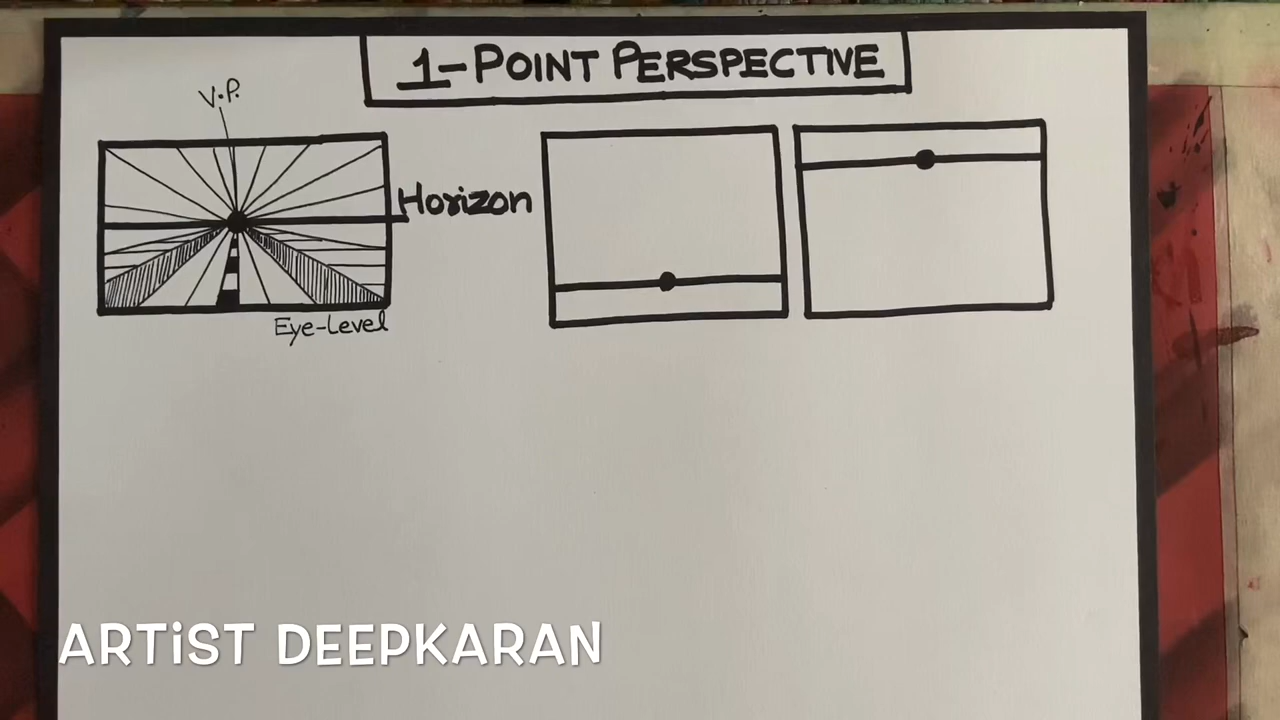 1-POINT PERSPECTIVE
V.P.
Horizon
Eye-Level
ARTiST DEEPKARAN